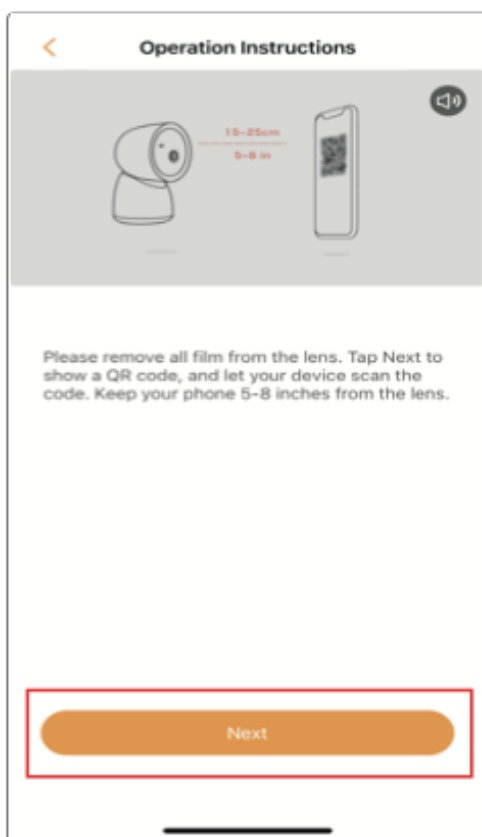 Operation Instructions
15-25cm
5-8 in
Please remove all film from the lens. Tap Next to
show a QR code, and let your device scan the
code. Keep your phone 5-8 inches from the lens.
Next